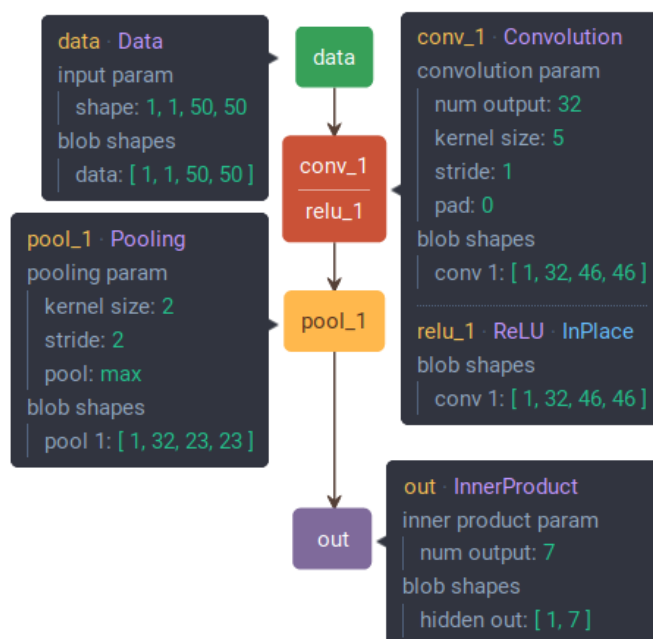 data · Data
input param
shape: 1, 1, 50, 50
blob shapes
data: [ 1, 1, 50, 50 ]
data
conv_1 · Convolution
convolution param
num output: 32
kernel size: 5
stride: 1
pad: 0
blob shapes
conv 1: [ 1, 32, 46, 46 ]
relu_1 · ReLU · InPlace
blob shapes
conv 1: [ 1, 32, 46, 46 ]
conv_1
relu_1
pool_1 · Pooling
pooling param
kernel size: 2
stride: 2
pool: max
blob shapes
pool 1: [ 1, 32, 23, 23 ]
pool_1
out · InnerProduct
inner product param
num output: 7
blob shapes
hidden out: [ 1, 7 ]
out